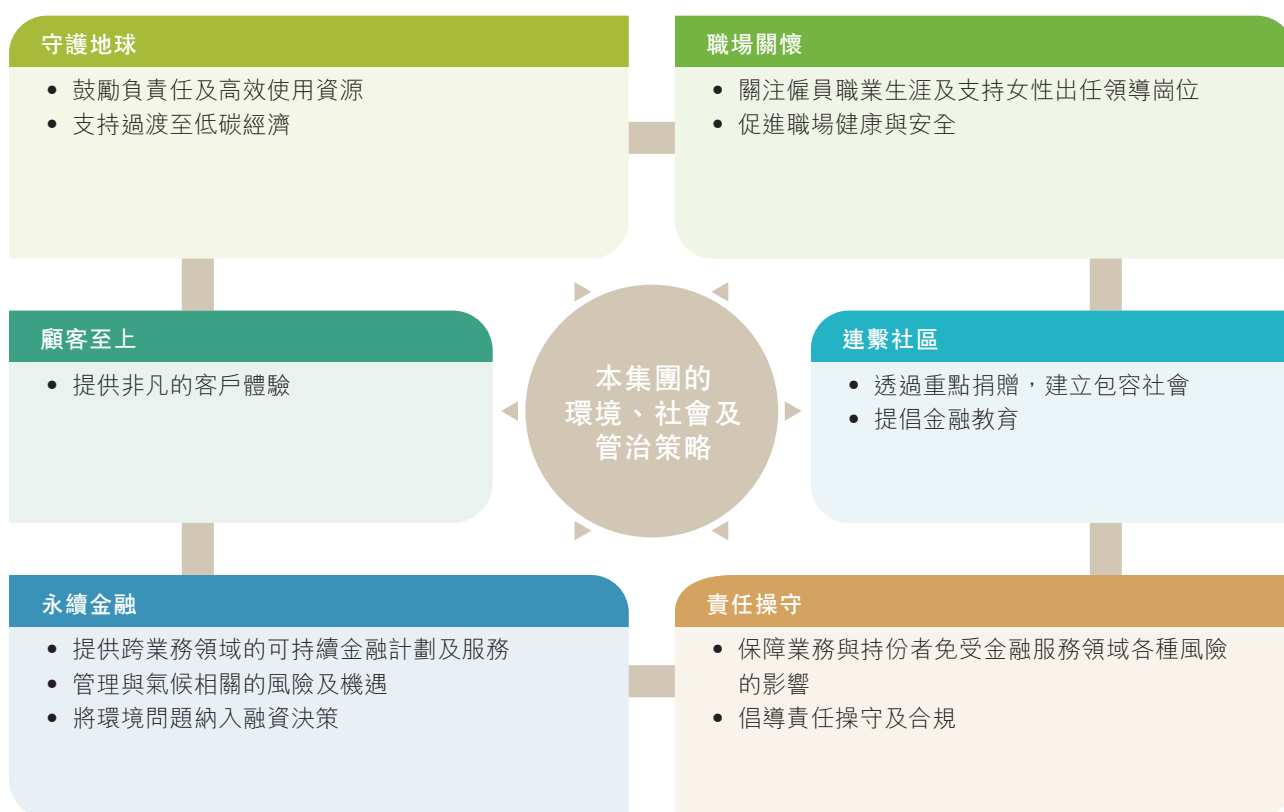 守護地球
• 鼓勵負責任及高效使用資源
• 支持過渡至低碳經濟
職場關懷
• 關注僱員職業生涯及支持女性出任領導崗位
• 促進職場健康與安全
顧客至上
• 提供非凡的客戶體驗
本集團的
環境、社會及
管治策略
連繫社區
• 透過重點捐贈，建立包容社會
• 提倡金融教育
永續金融
• 提供跨業務領域的可持續金融計劃及服務
• 管理與氣候相關的風險及機遇
• 將環境問題納入融資決策
責任操守
• 保障業務與持份者免受金融服務領域各種風險
的影響
• 倡導責任操守及合規